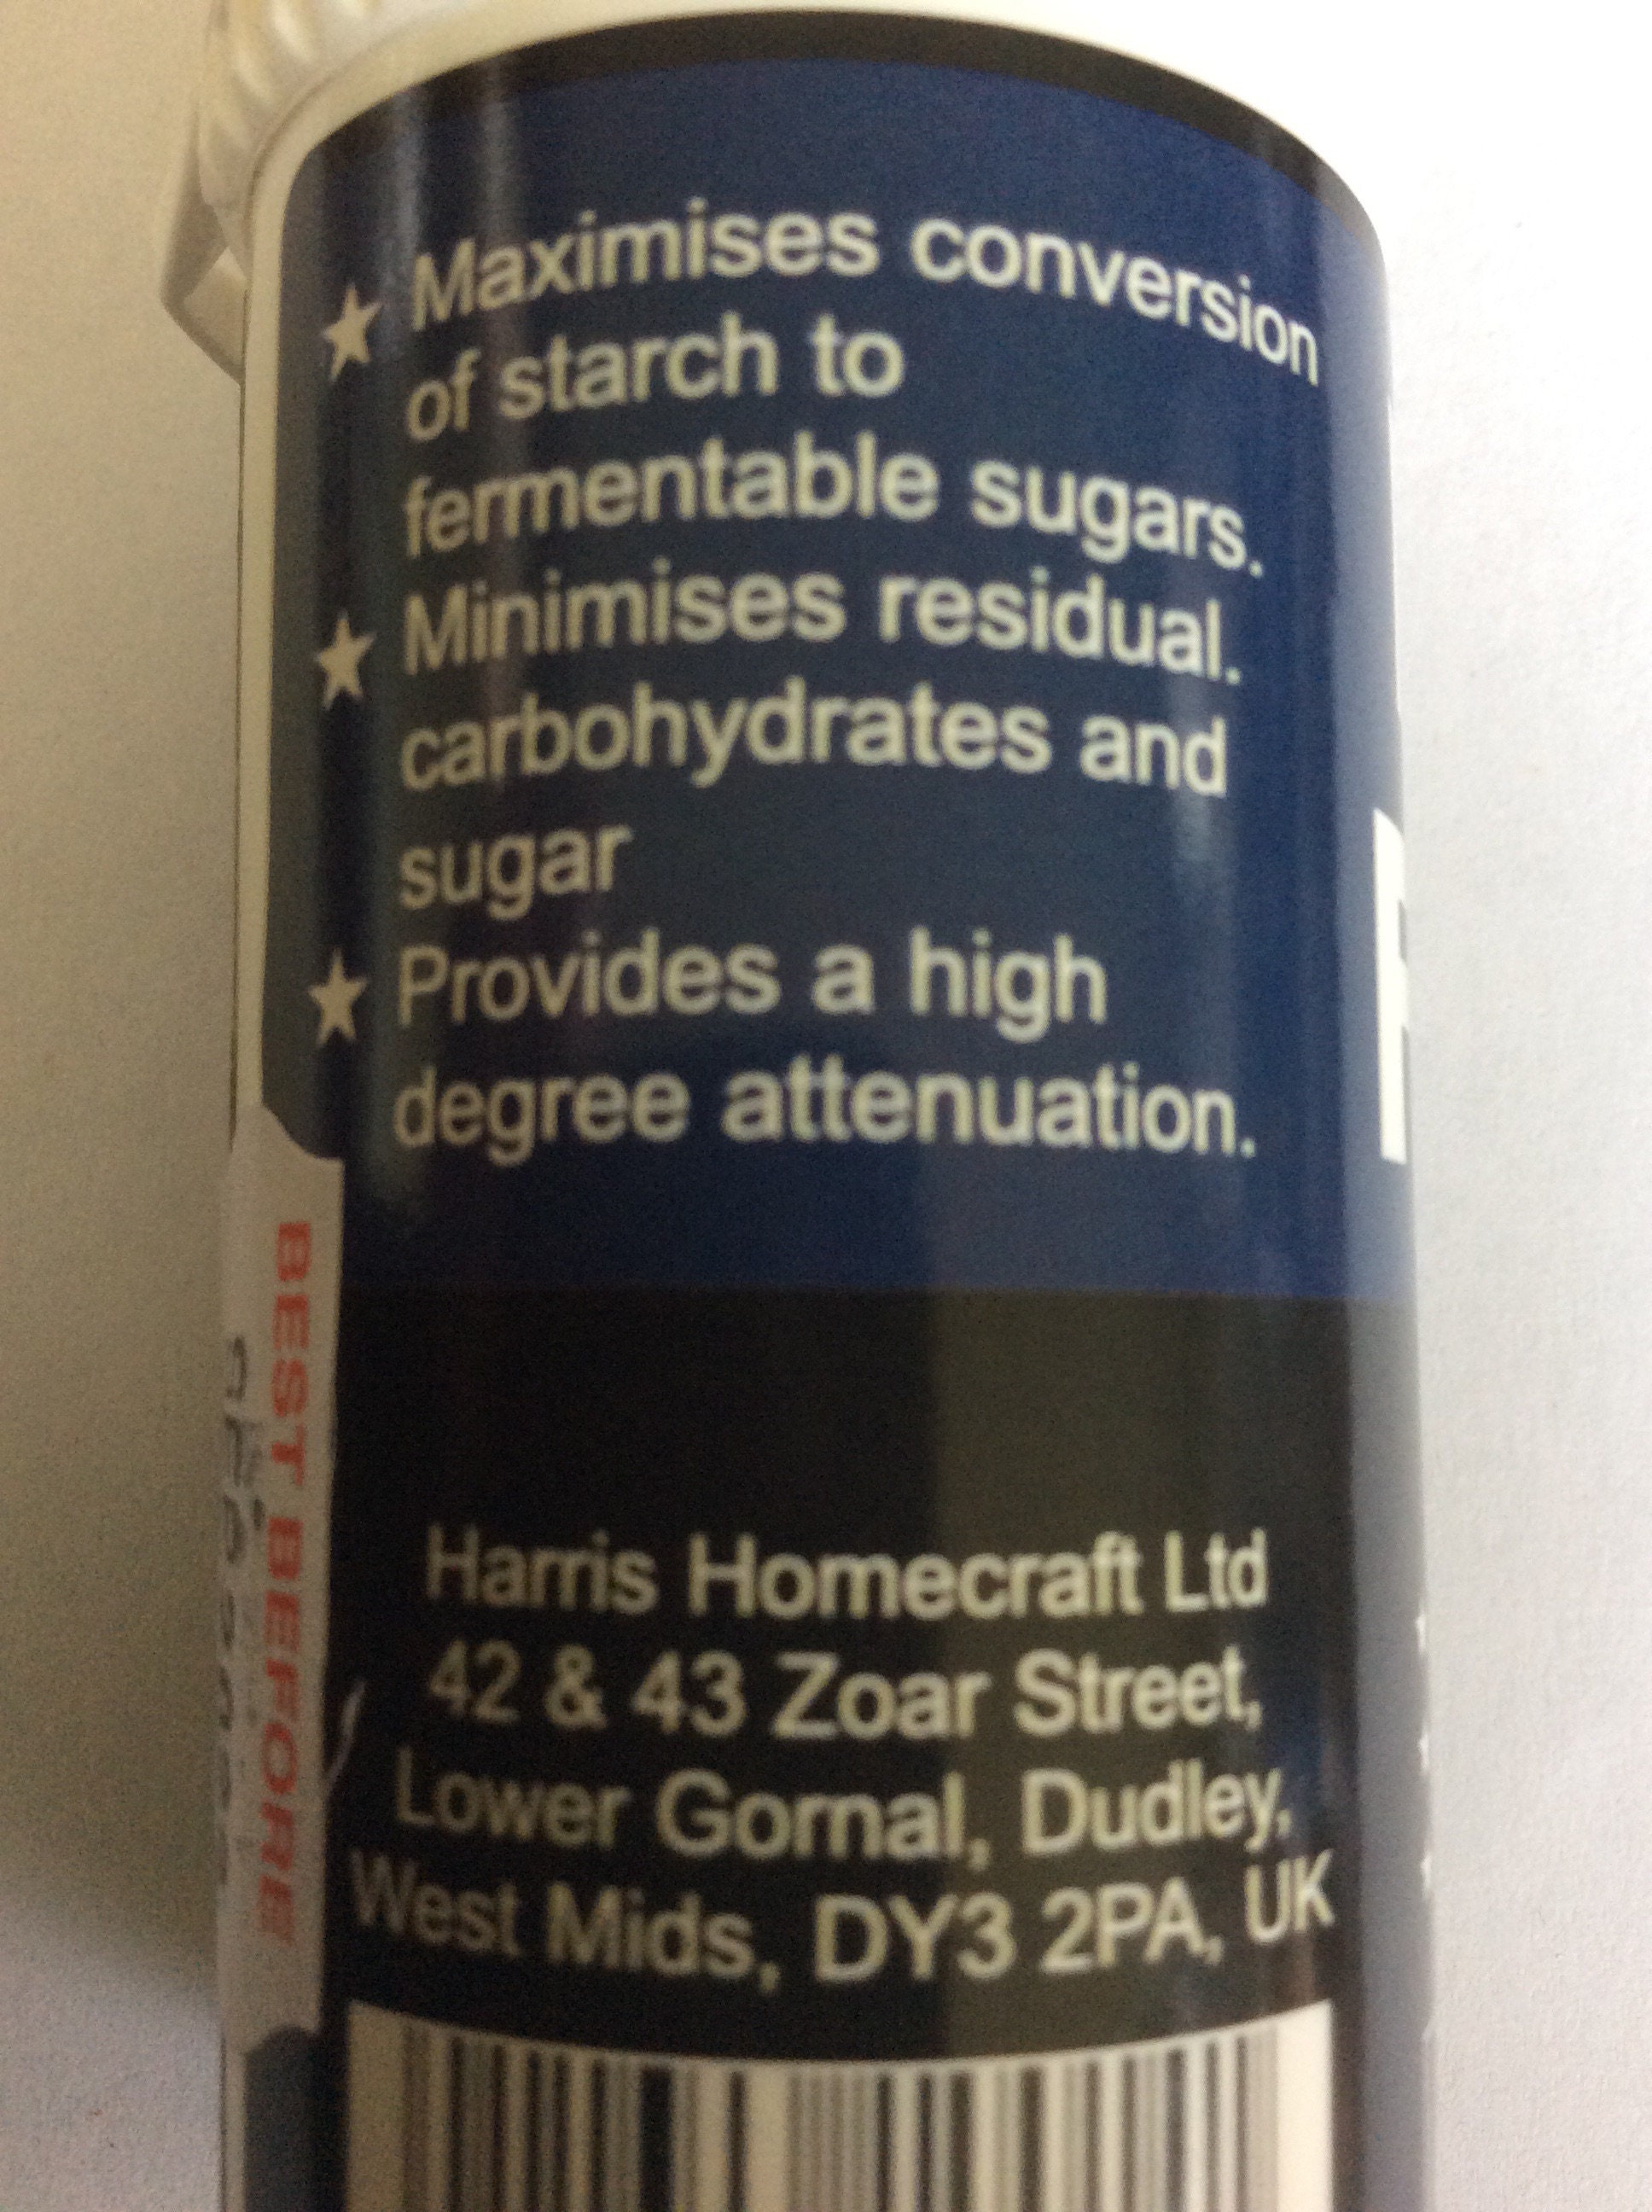 Maximises conversion
of starch to
fermentable sugars.
Minimises residual.
carbohydrates and
sugar
Provides a high
degree attenuation.
BEST BEFORE
Harris Homecraft Ltd
42 & 43 Zoar Street,
Lower Gornal, Dudley,
West Mids, DY3 2PA, UK